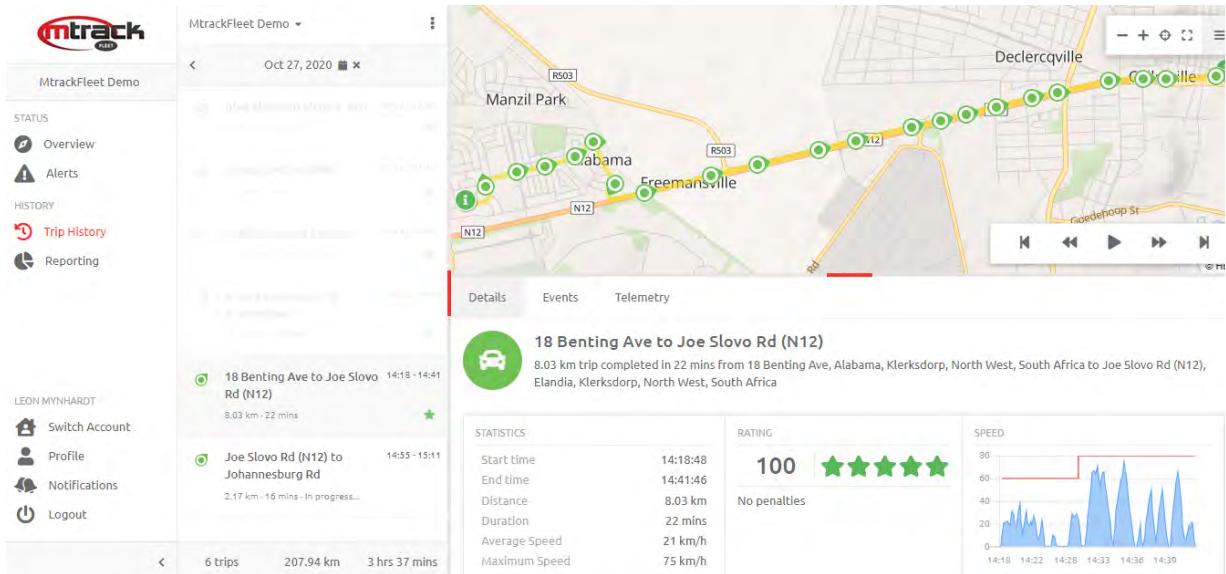 mtrack
FLEET
MtrackFleet Demo
STATUS
Overview
Alerts
HISTORY
Trip History
Reporting
LEON MYNHARDT
Switch Account
Profile
Notifications
Logout
MtrackFleet Demo
Oct 27, 2020
18 Benting Ave to Joe Slovo 14:18 - 14:41
Rd (N12)
8.03 km - 22 mins
Joe Slovo Rd (N12) to 14:55 - 15:11
Johannesburg Rd
2.17 km - 16 mins - In progress...
6 trips 207.94 km 3 hrs 37 mins
Declercqville
R503
Manzil Park
N12
R503
Freemansville
N12
N12
Goedehoop St
Rd
Details Events Telemetry
18 Benting Ave to Joe Slovo Rd (N12)
8.03 km trip completed in 22 mins from 18 Benting Ave, Alabama, Klerksdorp, North West, South Africa to Joe Slovo Rd (N12),
Elandia, Klerksdorp, North West, South Africa
STATISTICS
Start time 14:18:48
End time 14:41:46
Distance 8.03 km
Duration 22 mins
Average Speed 21 km/h
Maximum Speed 75 km/h
RATING
100
No penalties
SPEED
80
60
40
20
0
14:18 14:22 14:28 14:33 14:36 14:39